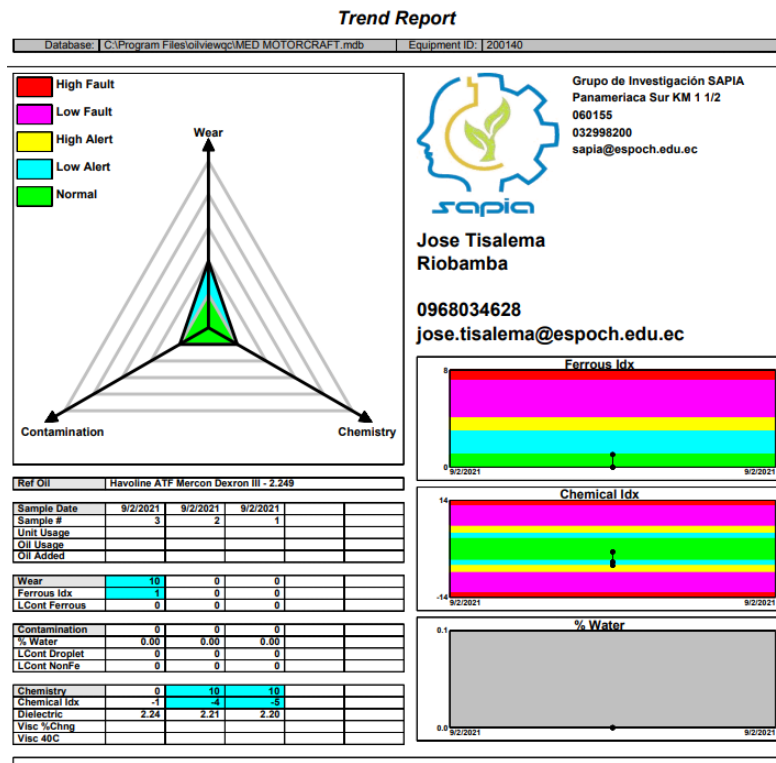 Trend Report
Database: C:\Program Files\oilviewqc\MED MOTORCRAFT.mdb Equipment ID: 200140
High Fault
Low Fault
High Alert
Low Alert
Normal
Wear
Contamination
Chemistry
sapia
Grupo de Investigación SAPIA
Panameriaca Sur KM 1 1/2
060155
032998200
sapia@espoch.edu.ec
Jose Tisalema
Riobamba
0968034628
jose.tisalema@espoch.edu.ec
Ref Oil Havoline ATF Mercon Dexron III - 2.249
Sample Date 9/2/2021 9/2/2021 9/2/2021
Sample # 3 2 1
Unit Usage
Oil Usage
Oil Added
Wear 10 0 0
Ferrous Idx 1 0 0
LCont Ferrous 0 0 0
Contamination 0 0 0
% Water 0.00 0.00 0.00
LCont Droplet 0 0 0
LCont NonFe 0 0 0
Chemistry 0 10 10
Chemical Idx -1 -4 -5
Dielectric 2.24 2.21 2.20
Visc %Chng
Visc 40C
Ferrous Idx
8
0
9/2/2021 9/2/2021
Chemical Idx
14
-14
9/2/2021 9/2/2021
% Water
0.1
0.0
9/2/2021 9/2/2021